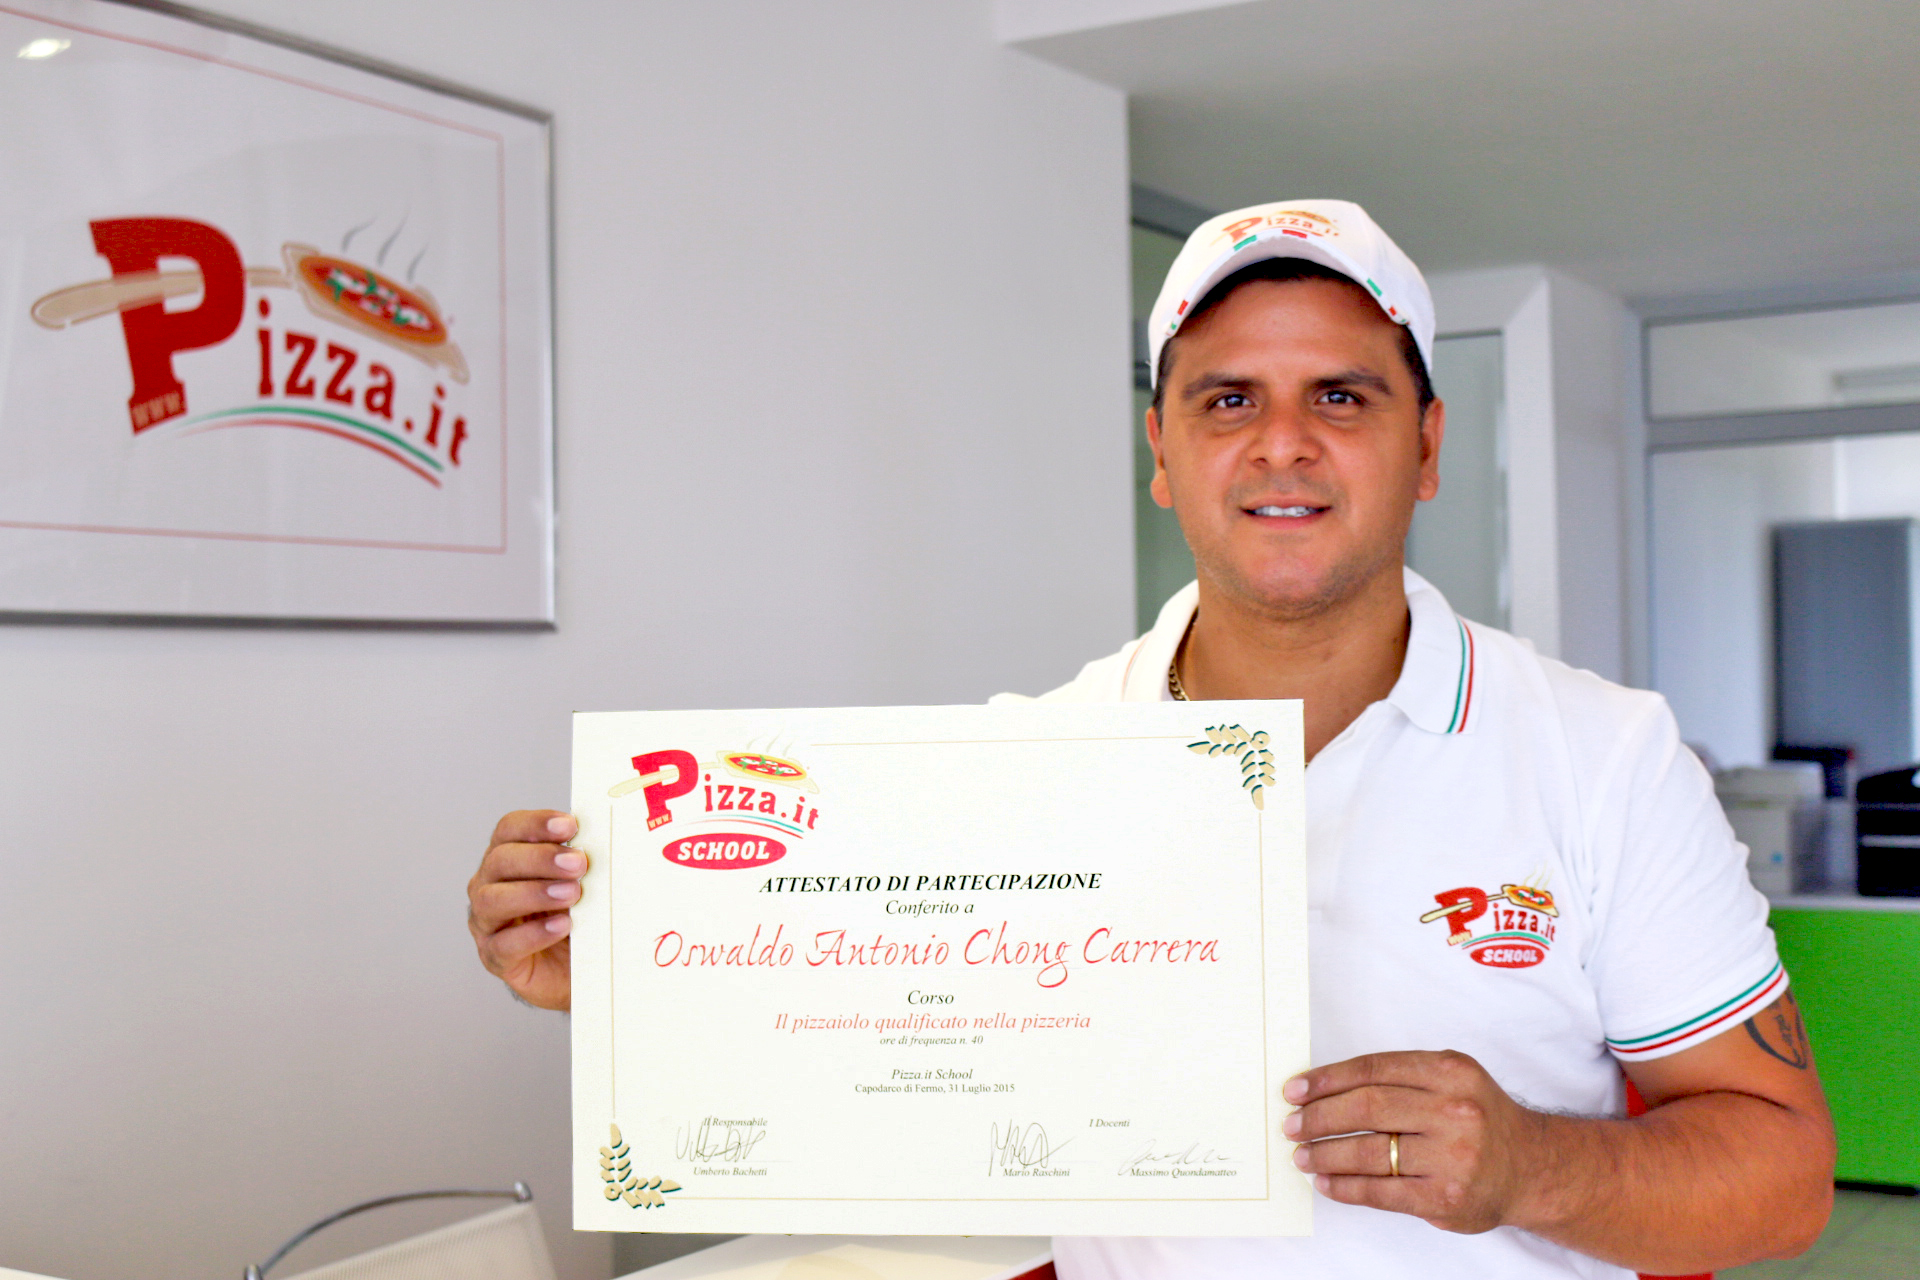 www.Pizza.it
Pizza.it
www.Pizza.it
SCHOOL
ATTESTATO DI PARTECIPAZIONE
Conferito a
Oswaldo Antonio Chong Carrera
Corso
Il pizzaiolo qualificato nella pizzeria
ore di frequenza n. 40
Pizza.it School
Capodarco di Fermo, 31 Luglio 2015
Il Responsabile
I Docenti
Umberto Bachetti
Mario Raschini
Massimo Quondamatteo
www.Pizza.it
SCHOOL